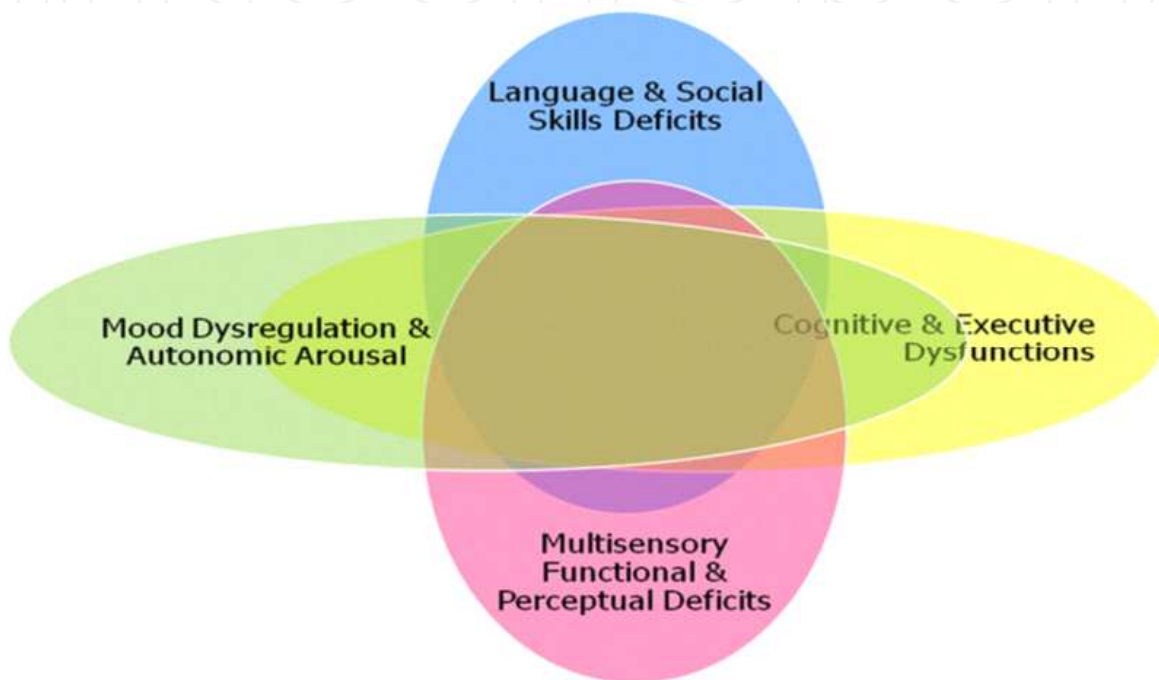 Language & Social
Skills Deficits
Mood Dysregulation &
Autonomic Arousal
Cognitive & Executive
Dysfunctions
Multisensory
Functional &
Perceptual Deficits